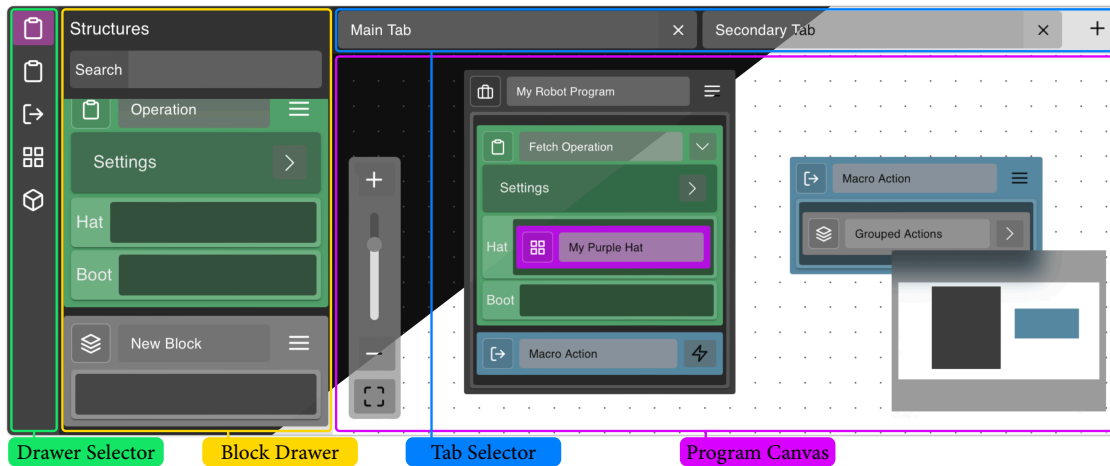 Structures
Main Tab
Secondary Tab
Search
Operation
Settings
Hat
Boot
New Block
My Robot Program
Fetch Operation
Settings
Hat
My Purple Hat
Boot
Macro Action
Macro Action
Grouped Actions
Drawer Selector
Block Drawer
Tab Selector
Program Canvas